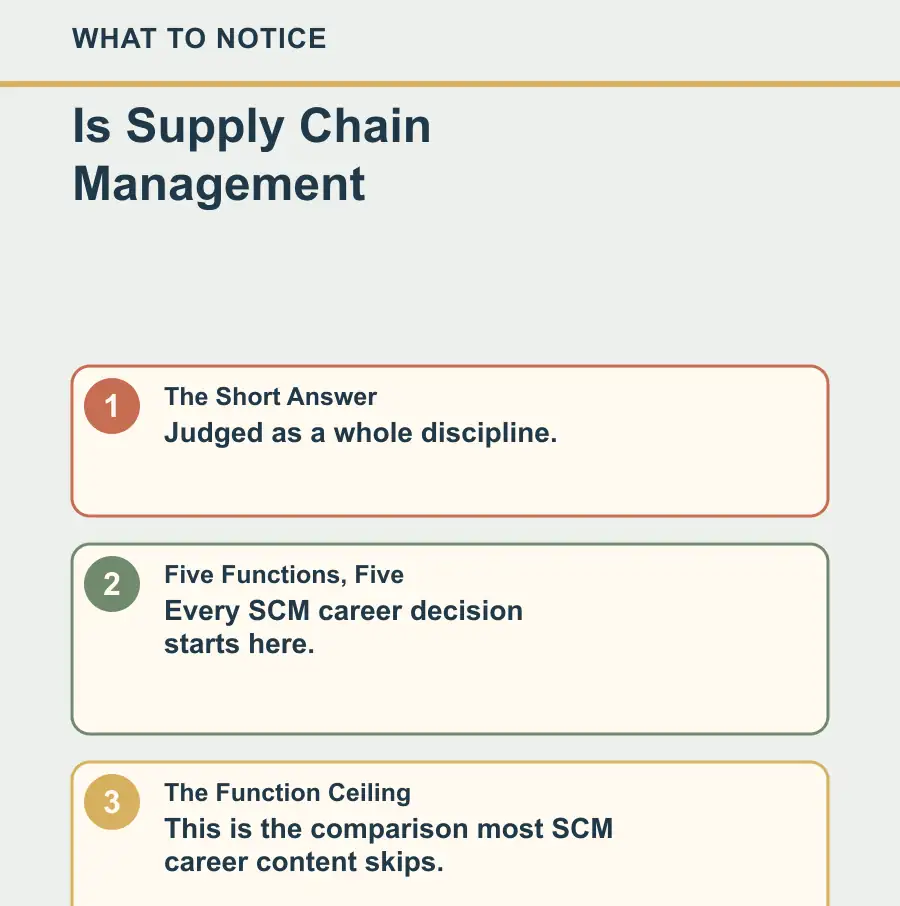 WHAT TO NOTICE
Is Supply Chain
Management
1
The Short Answer
Judged as a whole discipline.
2
Five Functions, Five
Every SCM career decision
starts here.
3
The Function Ceiling
This is the comparison most SCM
career content skips.